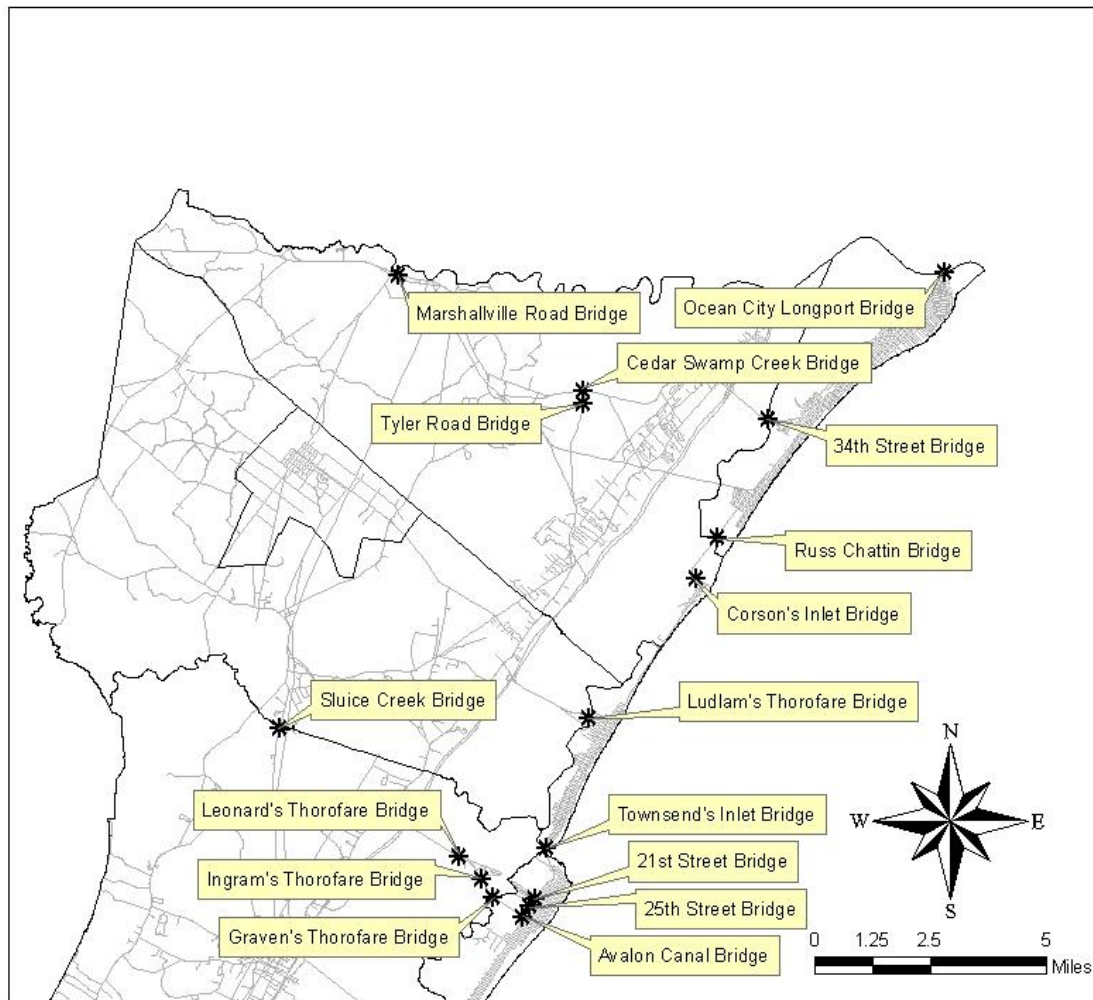 Marshallville Road Bridge
Ocean City Longport Bridge
Cedar Swamp Creek Bridge
Tyler Road Bridge
34th Street Bridge
Russ Chattin Bridge
Corson's Inlet Bridge
Sluice Creek Bridge
Ludlam's Thorofare Bridge
Leonard's Thorofare Bridge
Townsend's Inlet Bridge
Ingram's Thorofare Bridge
21st Street Bridge
25th Street Bridge
Graven's Thorofare Bridge
Avalon Canal Bridge
N
W
E
S
0 1.25 2.5 5
Miles